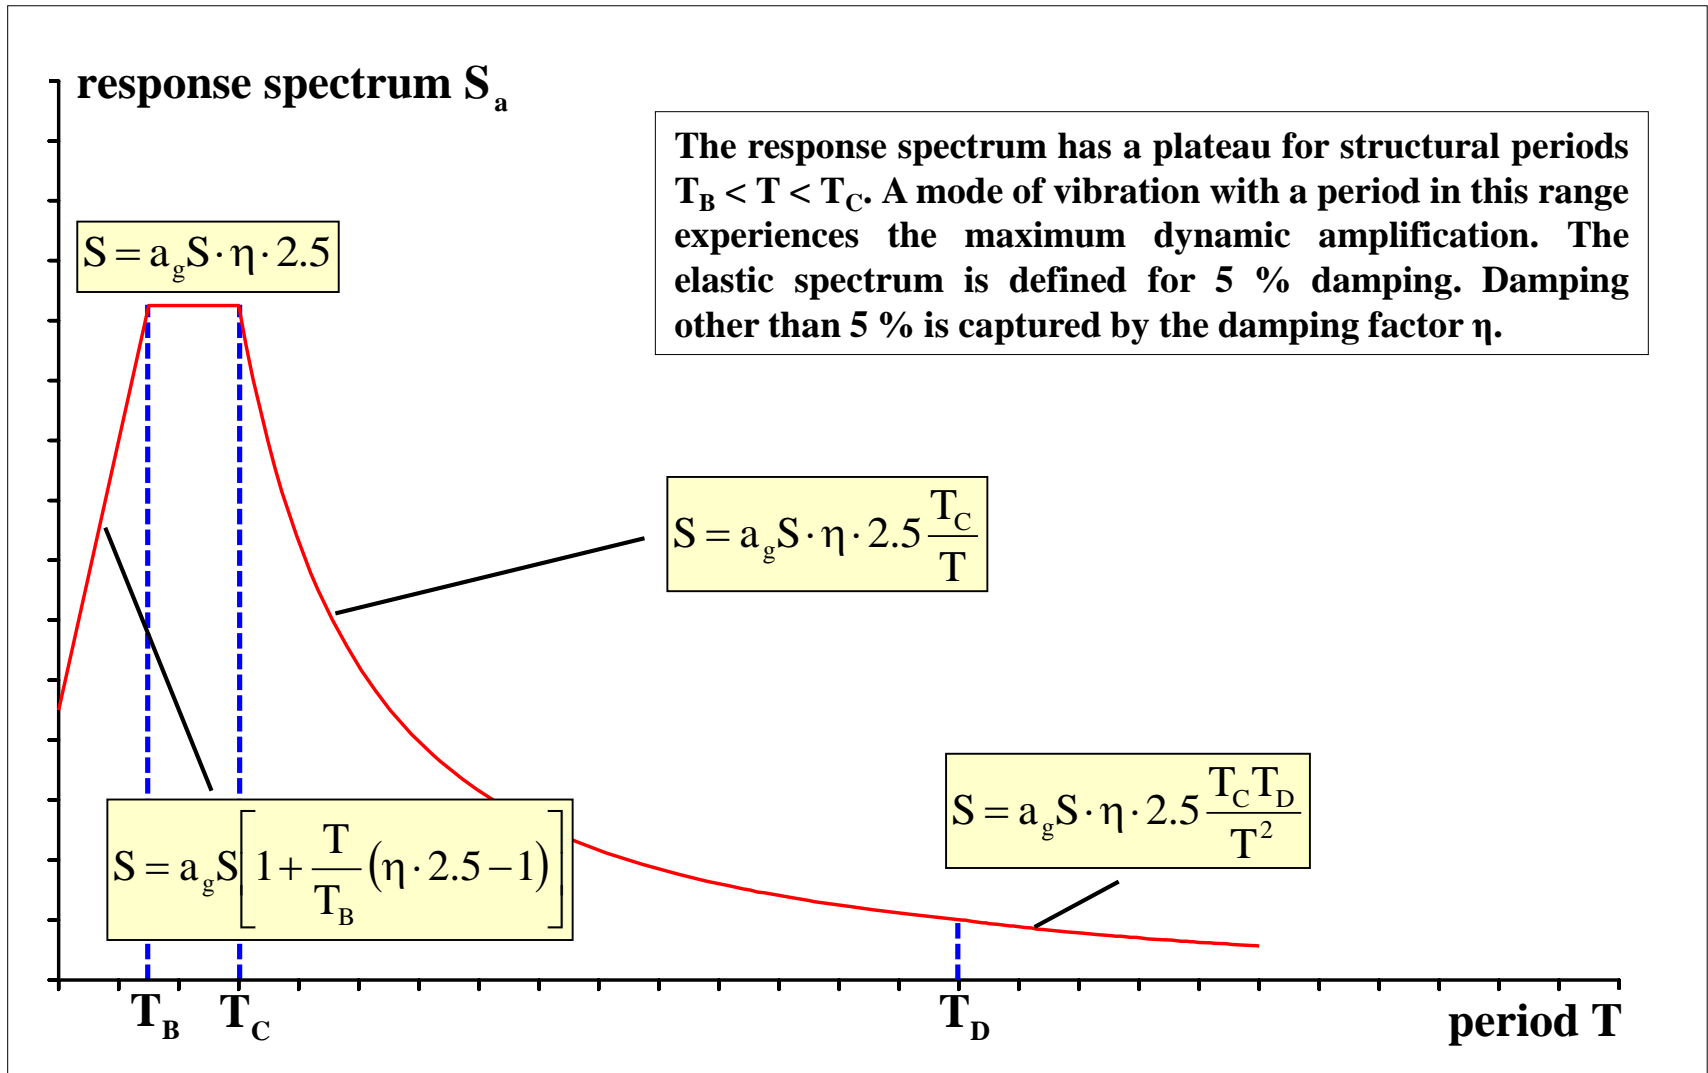 response spectrum Sₐ
The response spectrum has a plateau for structural periods
T_B < T < T_C. A mode of vibration with a period in this range
experiences the maximum dynamic amplification. The
elastic spectrum is defined for 5 % damping. Damping
other than 5 % is captured by the damping factor η.
S = a_g S · η · 2.5
S = a_g S · η · 2.5 T_C/T
S = a_g S · η · 2.5 T_C T_D/T²
S = a_g S[1 + T/T_B (η · 2.5 − 1)]
T_B T_C T_D period T